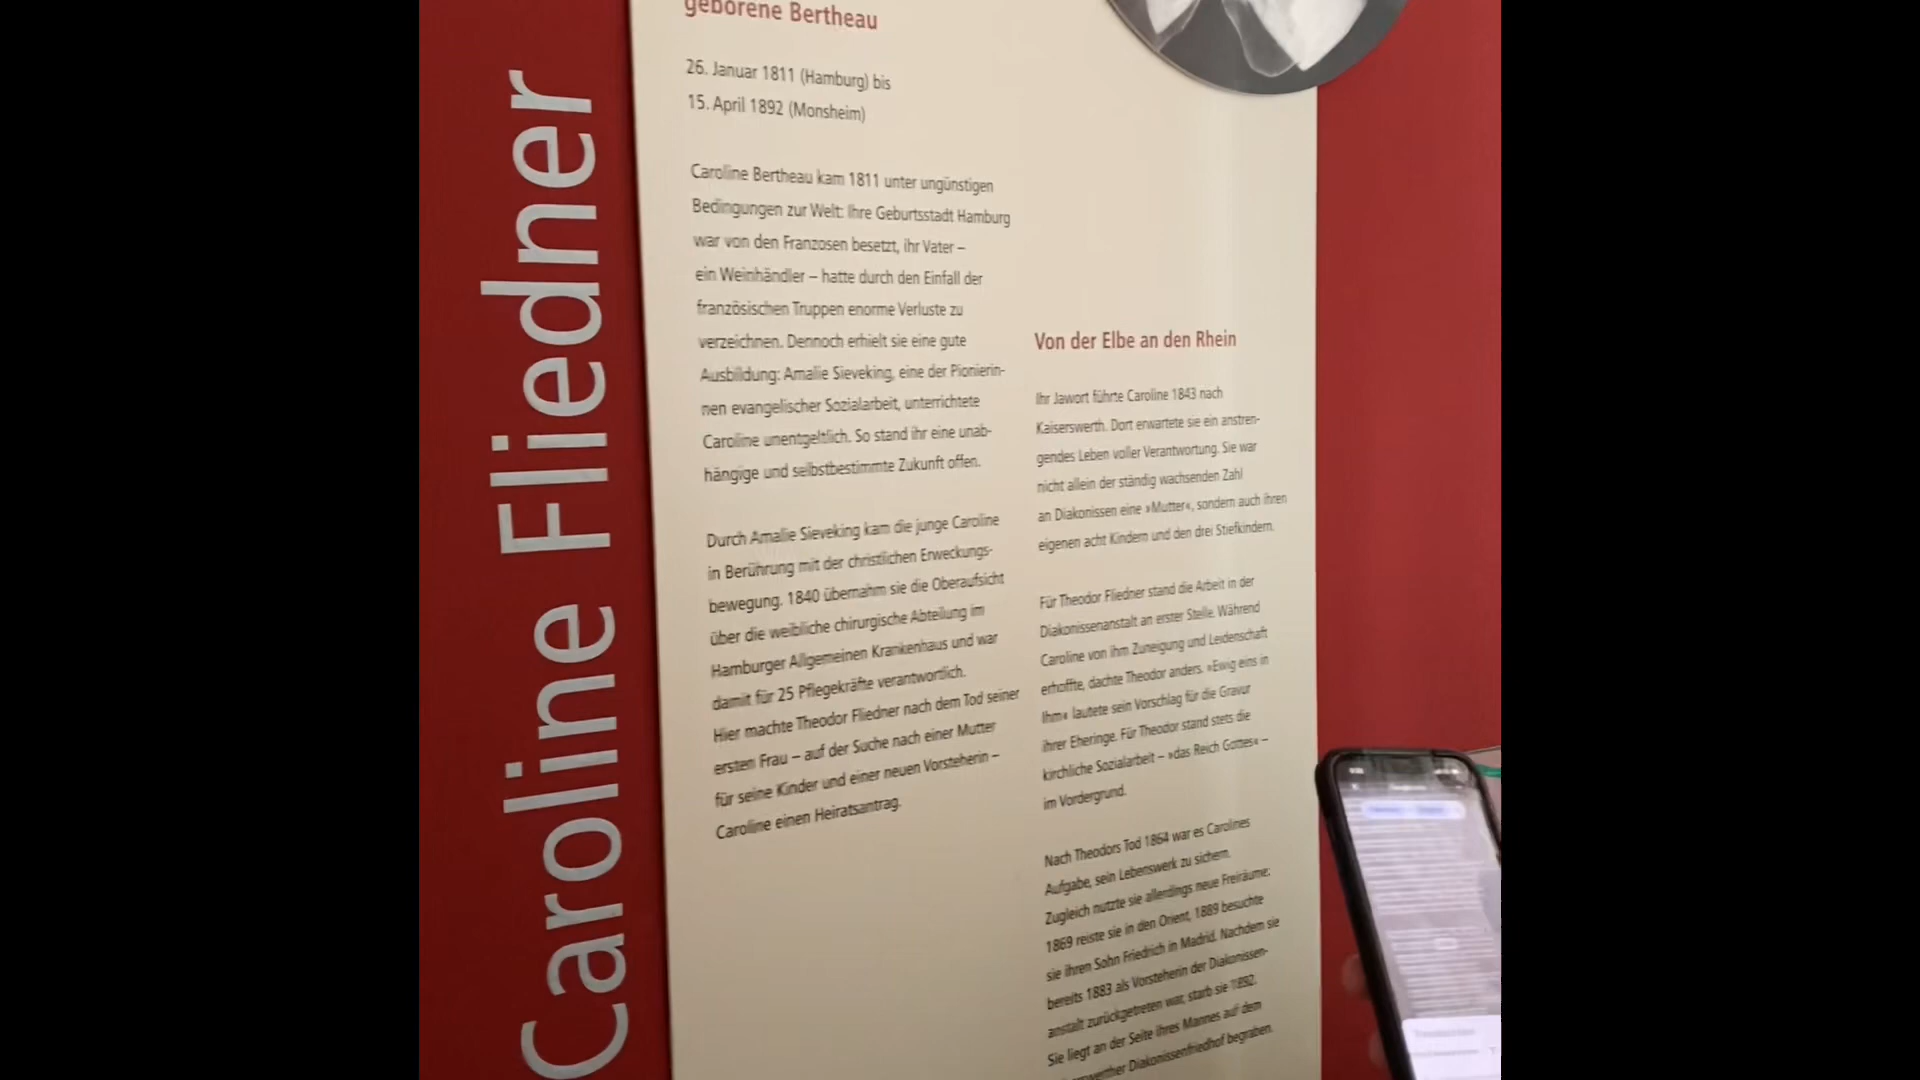 Caroline Fliedner
geborene Bertheau
26. Januar 1811 (Hamburg) bis
15. April 1892 (Monsheim)
Caroline Bertheau kam 1811 unter ungünstigen
Bedingungen zur Welt: Ihre Geburtsstadt Hamburg
war von den Franzosen besetzt, ihr Vater –
ein Weinhändler – hatte durch den Einfall der
französischen Truppen enorme Verluste zu
verzeichnen. Dennoch erhielt sie eine gute
Ausbildung: Amalie Sieveking, eine der Pionierin-
nen evangelischer Sozialarbeit, unterrichtete
Caroline unentgeltlich. So stand ihr eine unab-
hängige und selbstbestimmte Zukunft offen.
Durch Amalie Sieveking kam die junge Caroline
in Berührung mit der christlichen Erweckungs-
bewegung. 1840 übernahm sie die Oberaufsicht
über die weibliche chirurgische Abteilung im
Hamburger Allgemeinen Krankenhaus und war
damit für 25 Pflegekräfte verantwortlich.
Hier machte Theodor Fliedner nach dem Tod seiner
ersten Frau – auf der Suche nach einer Mutter
für seine Kinder und einer neuen Vorsteherin –
Caroline einen Heiratsantrag.
Von der Elbe an den Rhein
Ihr Jawort führte Caroline 1843 nach
Kaiserswerth. Dort erwartete sie ein anstren-
gendes Leben voller Verantwortung. Sie war
nicht allein der ständig wachsenden Zahl
an Diakonissen eine »Mutter«, sondern auch ihren
eigenen acht Kindern und den drei Stiefkindern.
Für Theodor Fliedner stand die Arbeit in der
Diakonissenanstalt an erster Stelle. Während
Caroline von ihm Zuneigung und Leidenschaft
erhoffte, dachte Theodor anders. »Ewig eins in
Ihm« lautete sein Vorschlag für die Gravur
ihrer Eheringe. Für Theodor stand stets die
kirchliche Sozialarbeit – »das Reich Gottes« –
im Vordergrund.
Nach Theodors Tod 1864 war es Carolines
Aufgabe, sein Lebenswerk zu sichern.
Zugleich nutzte sie allerdings neue Freiräume:
1869 reiste sie in den Orient, 1889 besuchte
sie ihren Sohn Friedrich in Madrid. Nachdem sie
bereits 1883 als Vorsteherin der Diakonissen-
anstalt zurückgetreten war, starb sie 1892.
Sie liegt an der Seite ihres Mannes auf dem
Diakonissenfriedhof begraben.